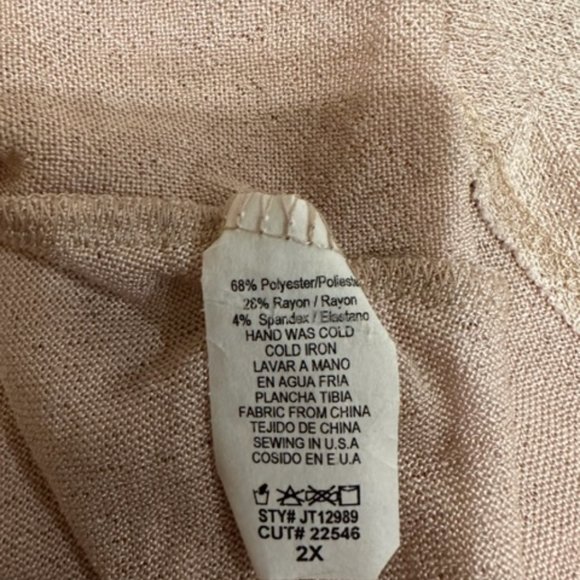 68% Polyester/Poliester
28% Rayon / Rayon
4% Spandex / Elastano
HAND WAS COLD
COLD IRON
LAVAR A MANO
EN AGUA FRIA
PLANCHA TIBIA
FABRIC FROM CHINA
TEJIDO DE CHINA
SEWING IN U.S.A
COSIDO EN E.U.A
STY# JT12989
CUT# 22546
2X